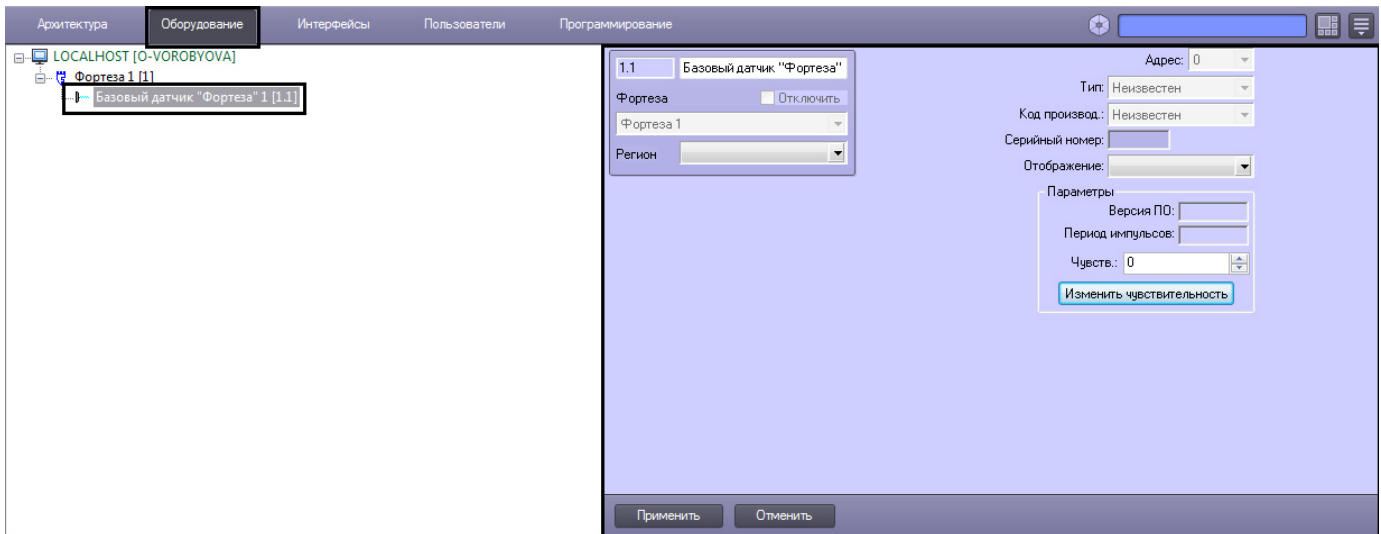 Архитектура Оборудование Интерфейсы Пользователи Программирование
LOCALHOST [O-VOROBYOVA]
Фортеза 1 [1]
Базовый датчик "Фортеза" 1 [1.1]
1.1 Базовый датчик "Фортеза"
Фортеза Отключить
Фортеза 1
Регион
Адрес: 0
Тип: Неизвестен
Код производ.: Неизвестен
Серийный номер:
Отображение:
Параметры
Версия ПО:
Период импульсов:
Чувств.: 0
Изменить чувствительность
Применить Отменить